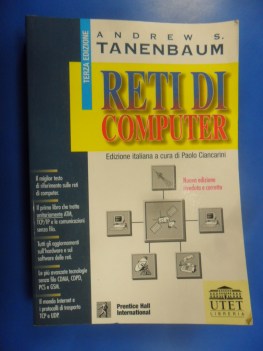 ANDREW S.
TANENBAUM
TERZA EDIZIONE
RETI DI
COMPUTER
Edizione italiana a cura di Paolo Ciancarini
Nuova edizione
riveduta e corretta
Il miglior testo
di riferimento sulle reti
di computer.
Il primo libro che tratta
estesamente ATM,
TCP/IP e la comunicazioni
senza filo.
Tutti gli aggiornamenti
sull'hardware e sul
software delle reti.
Le più avanzate tecnologie
senza filo CDMA, CDPD,
PCS e GSM.
Il mondo Internet e
i protocolli di trasporto
TCP e UDP.
Prentice Hall
International
UTET
LIBRERIA